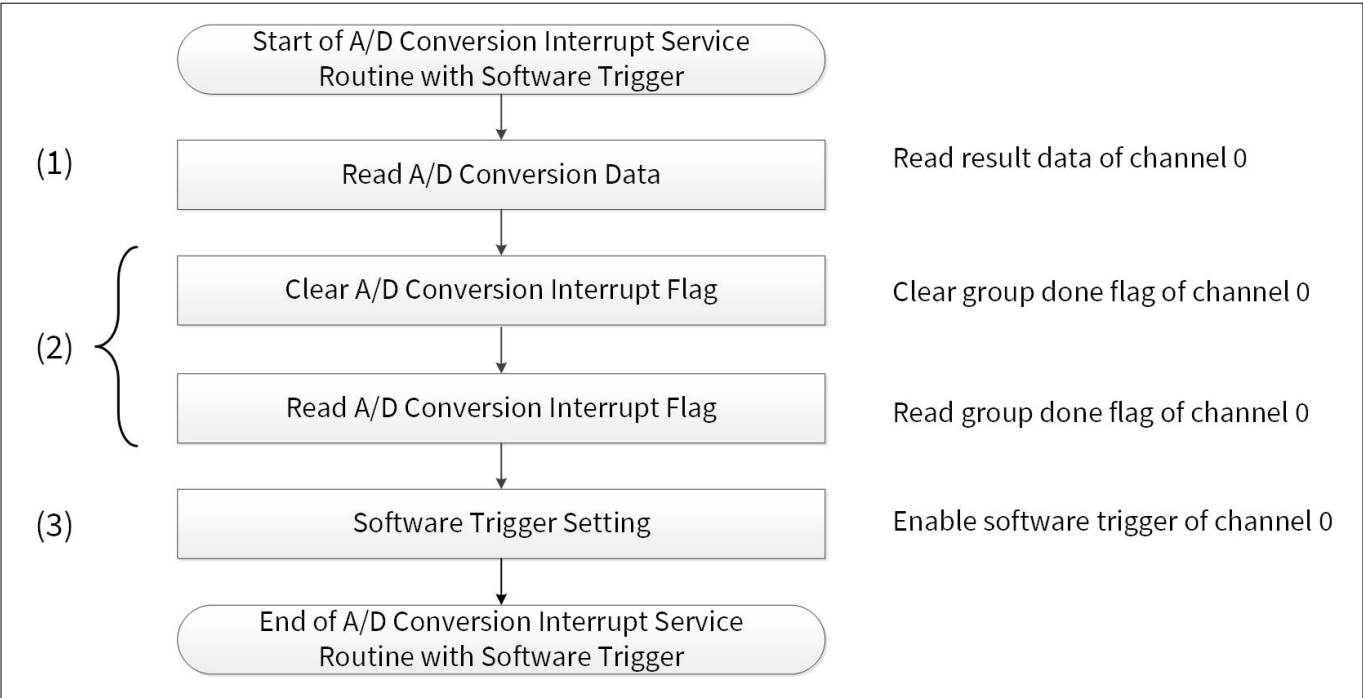 Start of A/D Conversion Interrupt Service
Routine with Software Trigger
(1)
Read A/D Conversion Data
Read result data of channel 0
(2)
Clear A/D Conversion Interrupt Flag
Clear group done flag of channel 0
Read A/D Conversion Interrupt Flag
Read group done flag of channel 0
(3)
Software Trigger Setting
Enable software trigger of channel 0
End of A/D Conversion Interrupt Service
Routine with Software Trigger